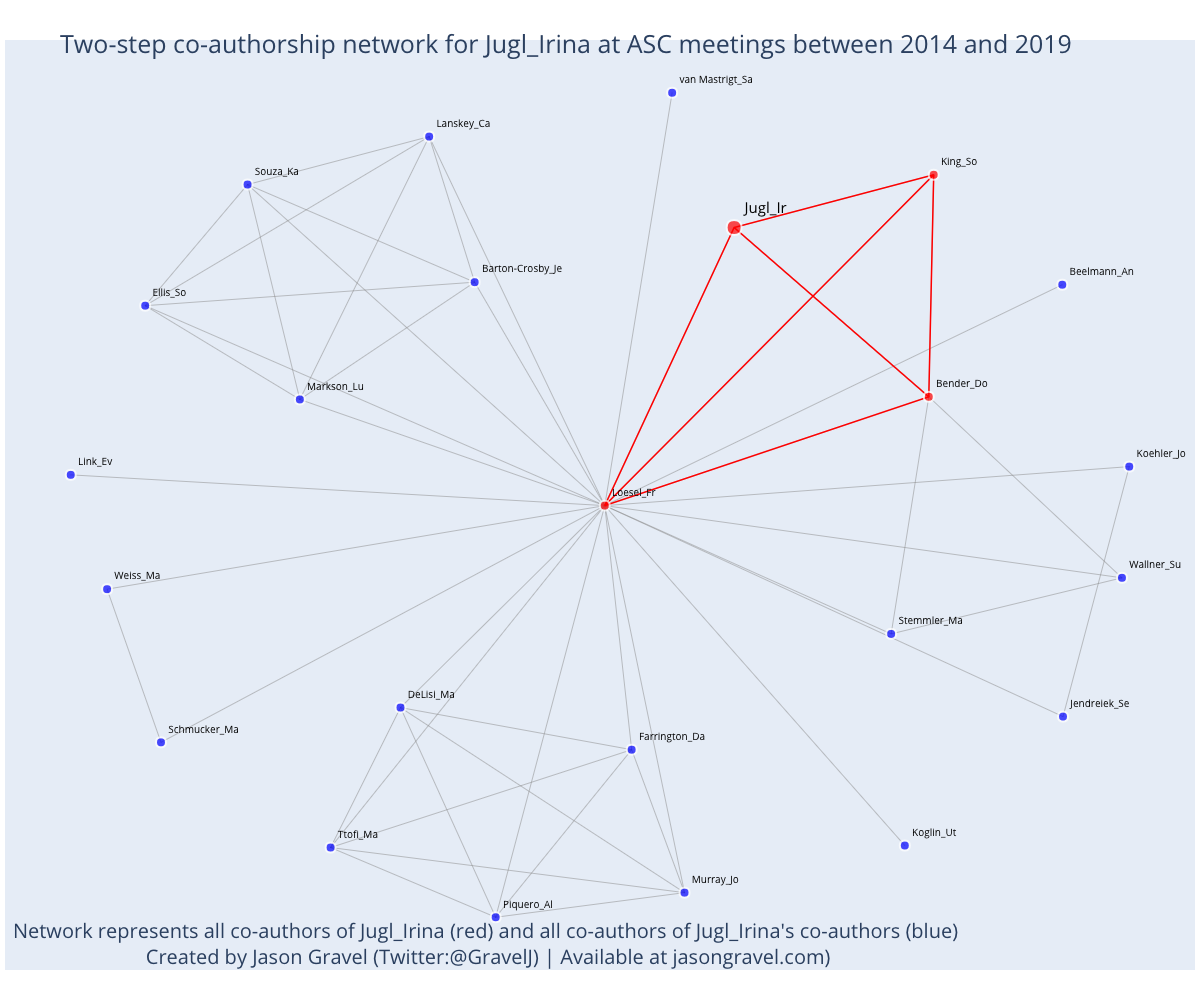 Two-step co-authorship network for Jugl_Irina at ASC meetings between 2014 and 2019
van Mastrigt_Sa
Lanskey_Ca
King_So
Souza_Ka
Jugl_Ir
Barton-Crosby_Je
Beelmann_An
Ellis_So
Markson_Lu
Bender_Do
Link_Ev
Koehler_Jo
Loesel_Fr
Weiss_Ma
Wallner_Su
Stemmler_Ma
DeLisi_Ma
Jendreiek_Se
Schmucker_Ma
Farrington_Da
Ttofi_Ma
Koglin_Ut
Murray_Jo
Piquero_Al
Network represents all co-authors of Jugl_Irina (red) and all co-authors of Jugl_Irina's co-authors (blue)
Created by Jason Gravel (Twitter:@GravelJ) | Available at jasongravel.com)